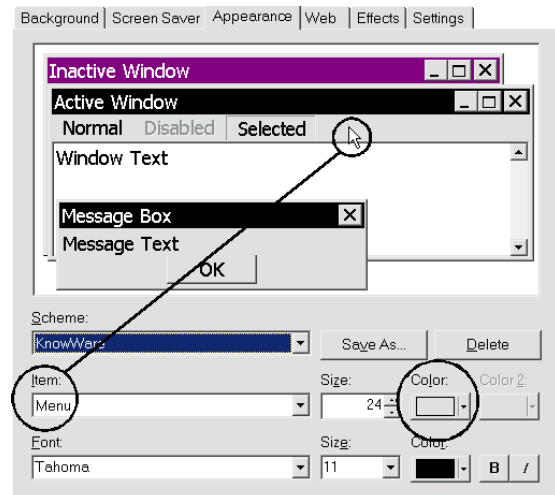 Background Screen Saver Appearance Web Effects Settings
Inactive Window
Active Window
Normal Disabled Selected
Window Text
Message Box
Message Text
OK
Scheme:
KnowWare Save As... Delete
Item: Size: Color: Color 2:
Menu 24
Font: Size: Color:
Tahoma 11 B I